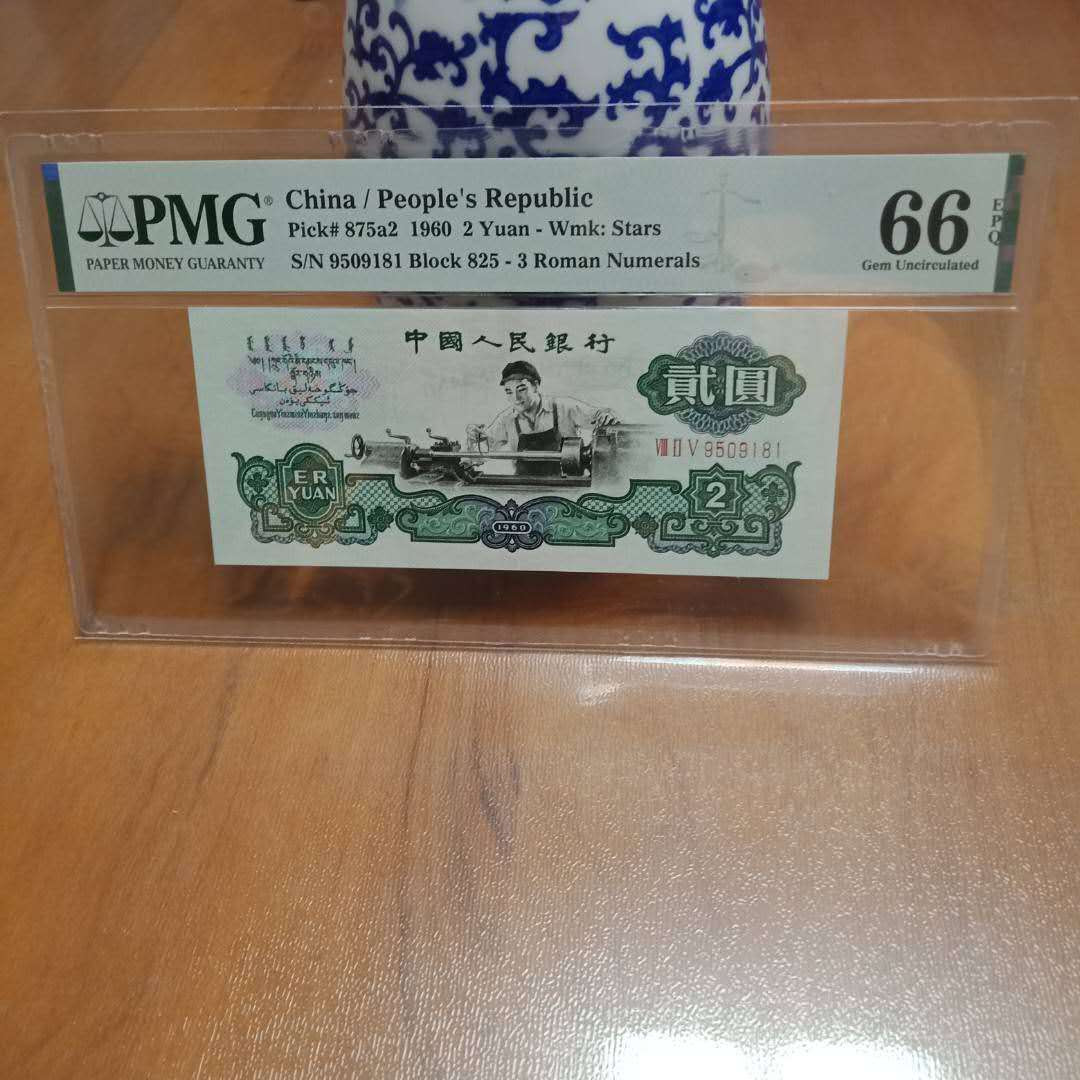 PMG®
PAPER MONEY GUARANTY
China / People's Republic
Pick# 875a2 1960 2 Yuan - Wmk: Stars
S/N 9509181 Block 825 - 3 Roman Numerals
66
EPQ
Gem Uncirculated
中國人民銀行
貳圓
VIII II V 9509181
ER
YUAN
1960
2